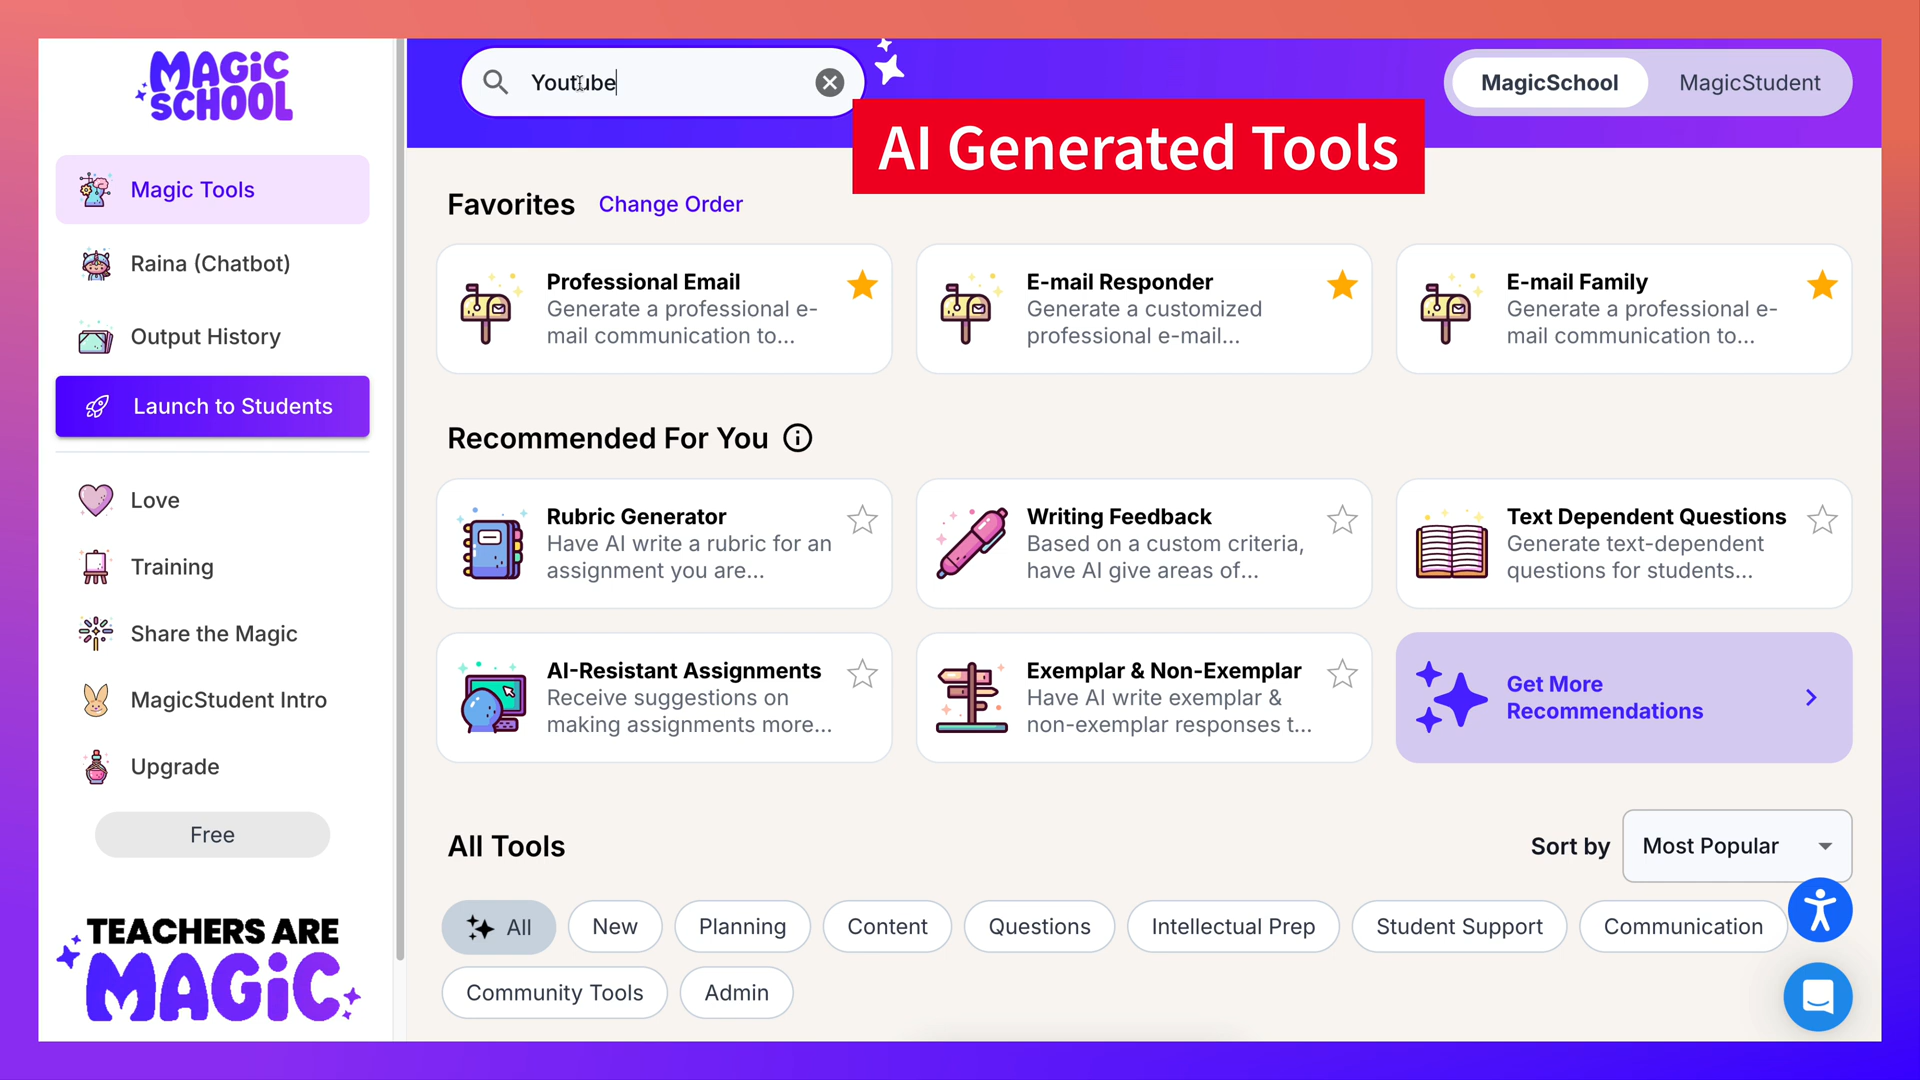 MAGIC
SCHOOL
Youtube
MagicSchool
MagicStudent
AI Generated Tools
Magic Tools
Raina (Chatbot)
Output History
Launch to Students
Love
Training
Share the Magic
MagicStudent Intro
Upgrade
Free
TEACHERS ARE
MAGIC
Favorites
Change Order
Professional Email
Generate a professional e-
mail communication to...
E-mail Responder
Generate a customized
professional e-mail...
E-mail Family
Generate a professional e-
mail communication to...
Recommended For You
Rubric Generator
Have AI write a rubric for an
assignment you are...
Writing Feedback
Based on a custom criteria,
have AI give areas of...
Text Dependent Questions
Generate text-dependent
questions for students...
AI-Resistant Assignments
Receive suggestions on
making assignments more...
Exemplar & Non-Exemplar
Have AI write exemplar &
non-exemplar responses t...
Get More
Recommendations
All Tools
Sort by
Most Popular
All
New
Planning
Content
Questions
Intellectual Prep
Student Support
Communication
Community Tools
Admin